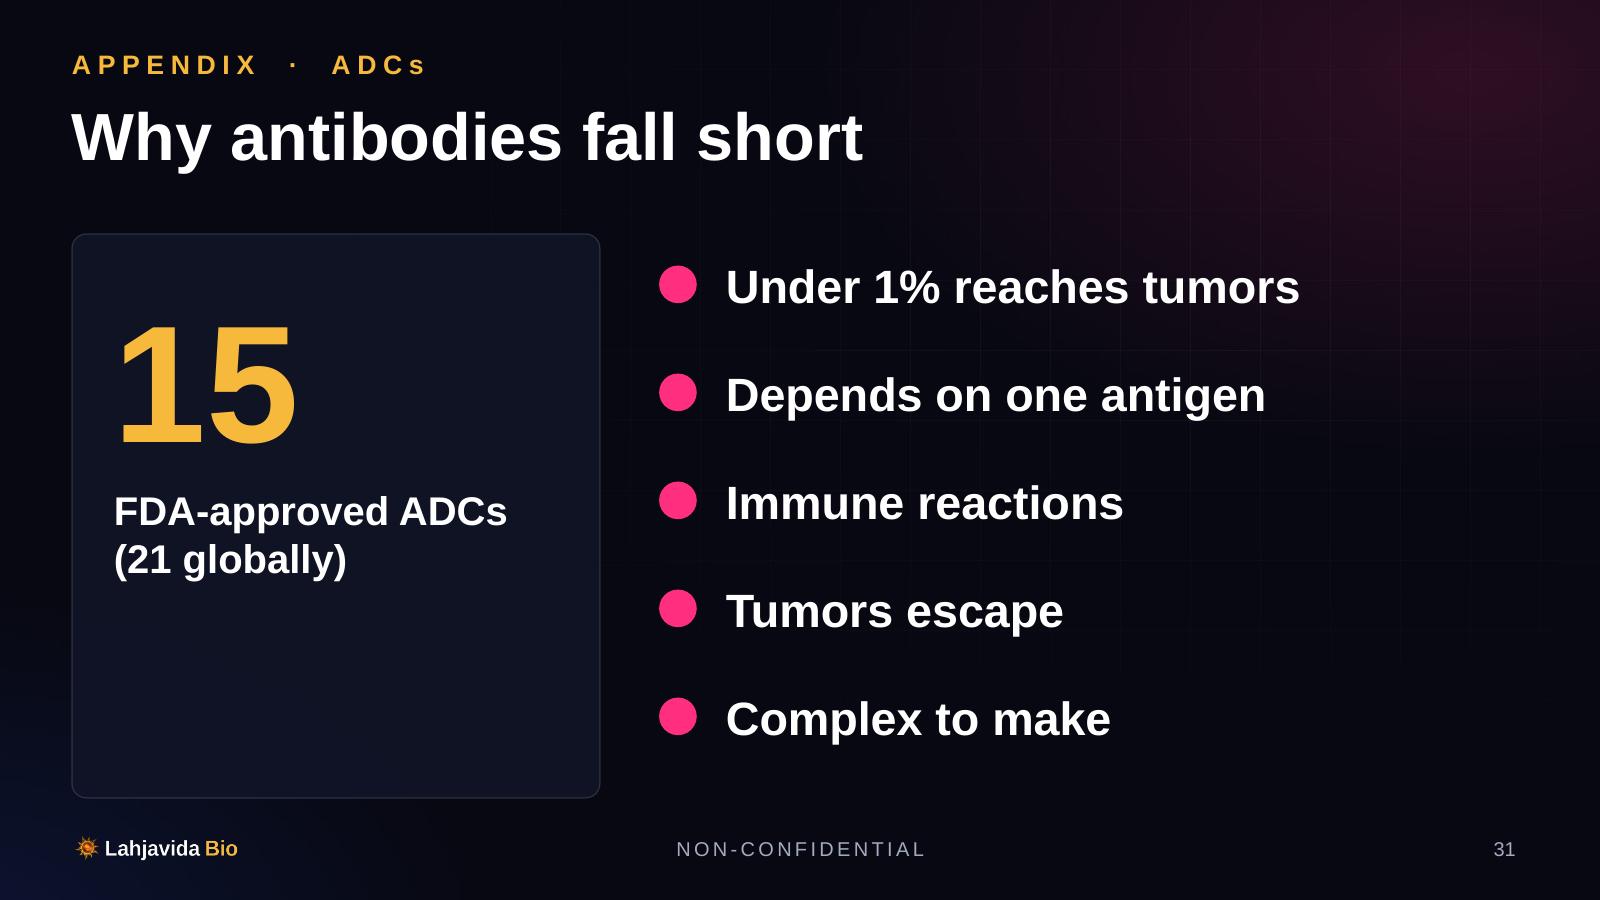 APPENDIX · ADCs
Why antibodies fall short
15
FDA-approved ADCs
(21 globally)
Under 1% reaches tumors
Depends on one antigen
Immune reactions
Tumors escape
Complex to make
Lahjavida Bio
NON-CONFIDENTIAL
31